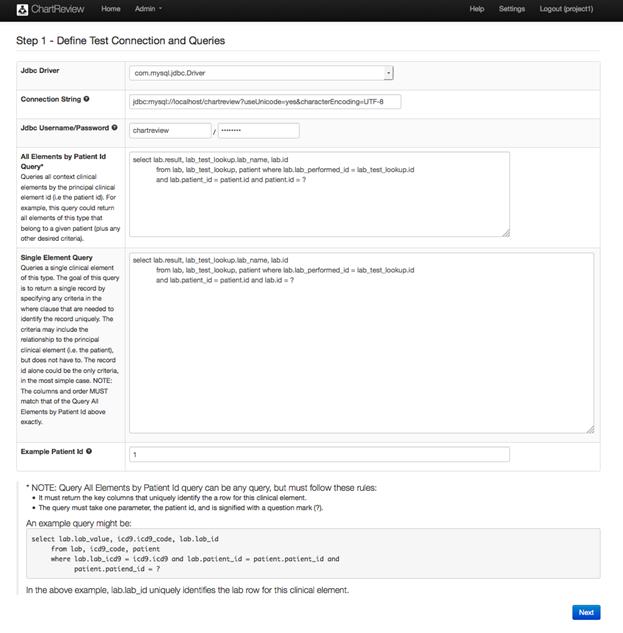 ChartReview Home Admin Help Settings Logout (project1)
Step 1 - Define Test Connection and Queries
Jdbc Driver
com.mysql.jdbc.Driver
Connection String
jdbc:mysql://localhost/chartreview?useUnicode=yes&characterEncoding=UTF-8
Jdbc Username/Password
chartreview / ••••••••
All Elements by Patient Id
Query*
Queries all context clinical
elements by the principal clinical
element id (i.e the patient id). For
example, this query could return
all elements of this type that
belong to a given patient (plus any
other desired criteria).
select lab.result, lab_test_lookup.lab_name, lab.id
from lab, lab_test_lookup, patient where lab.lab_performed_id = lab_test_lookup.id
and lab.patient_id = patient.id and patient.id = ?
Single Element Query
Queries a single clinical element
of this type. The goal of this query
is to return a single record by
specifying any criteria in the
where clause that are needed to
identify the record uniquely. The
criteria may include the
relationship to the principal
clinical element (i.e. the patient),
but does not have to. The record
id alone could be the only criteria,
in the most simple case. NOTE:
The columns and order MUST
match that of the Query All
Elements by Patient Id above
exactly.
select lab.result, lab_test_lookup.lab_name, lab.id
from lab, lab_test_lookup, patient where lab.lab_performed_id = lab_test_lookup.id
and lab.patient_id = patient.id and lab.id = ?
Example Patient Id
1
* NOTE: Query All Elements by Patient Id query can be any query, but must follow these rules:
• It must return the key columns that uniquely identify the a row for this clinical element.
• The query must take one parameter, the patient id, and is signified with a question mark (?).
An example query might be:
select lab.lab_value, icd9.icd9_code, lab.lab_id
from lab, icd9_code, patient
where lab.lab_icd9 = icd9.icd9 and lab.patient_id = patient.patient_id and
patient.patiend_id = ?
In the above example, lab.lab_id uniquely identifies the lab row for this clinical element.
Next